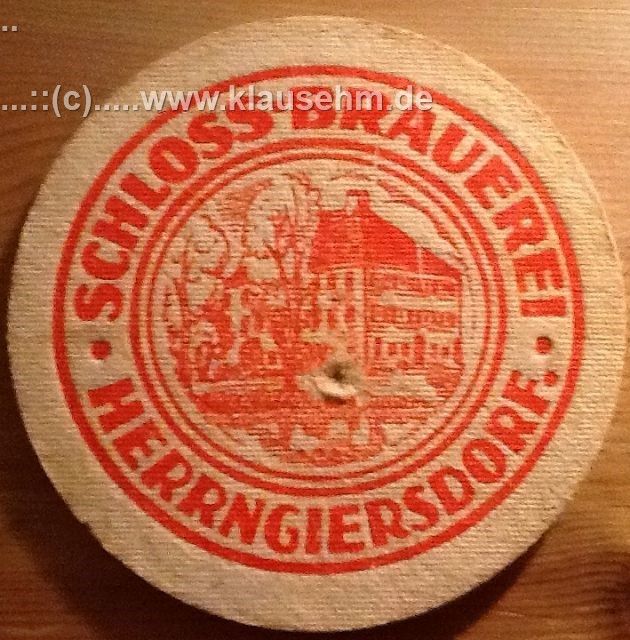 ..
...::(c).....www.klausehm.de
SCHLOSS-BRAUEREI
• HERRNGIERSDORF. •